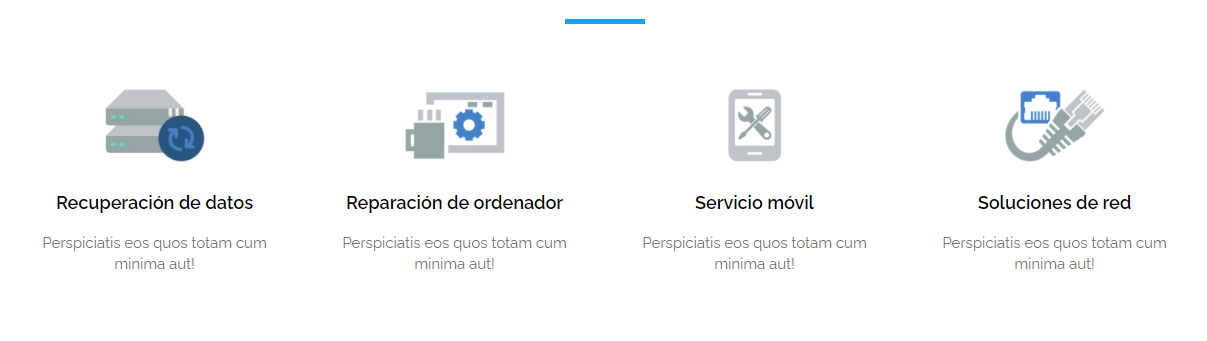 Recuperación de datos
Perspiciatis eos quos totam cum
minima aut!
Reparación de ordenador
Perspiciatis eos quos totam cum
minima aut!
Servicio móvil
Perspiciatis eos quos totam cum
minima aut!
Soluciones de red
Perspiciatis eos quos totam cum
minima aut!